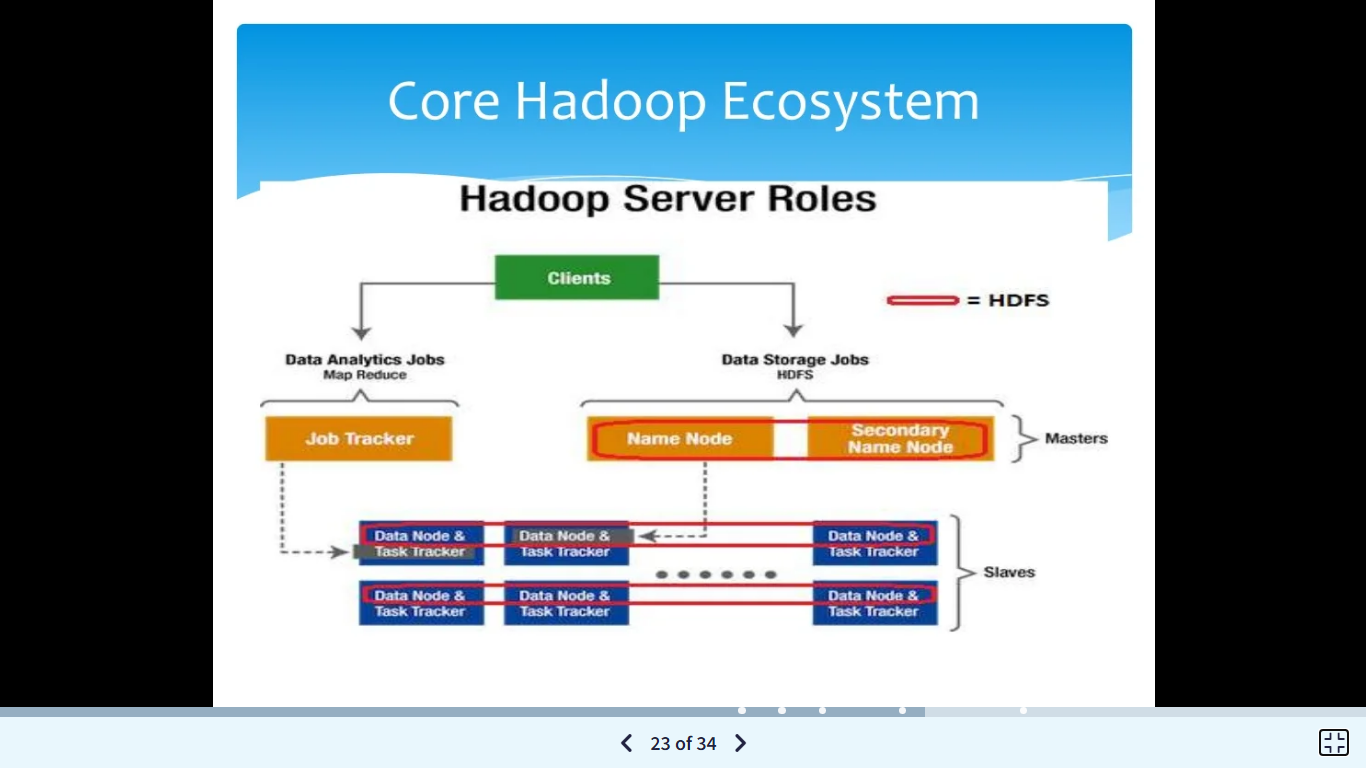 Core Hadoop Ecosystem
Hadoop Server Roles
Clients
= HDFS
Data Analytics Jobs
Map Reduce
Data Storage Jobs
HDFS
Job Tracker
Name Node
Secondary
Name Node
Masters
Data Node &
Task Tracker
Data Node &
Task Tracker
Data Node &
Task Tracker
Slaves
Data Node &
Task Tracker
Data Node &
Task Tracker
Data Node &
Task Tracker
23 of 34